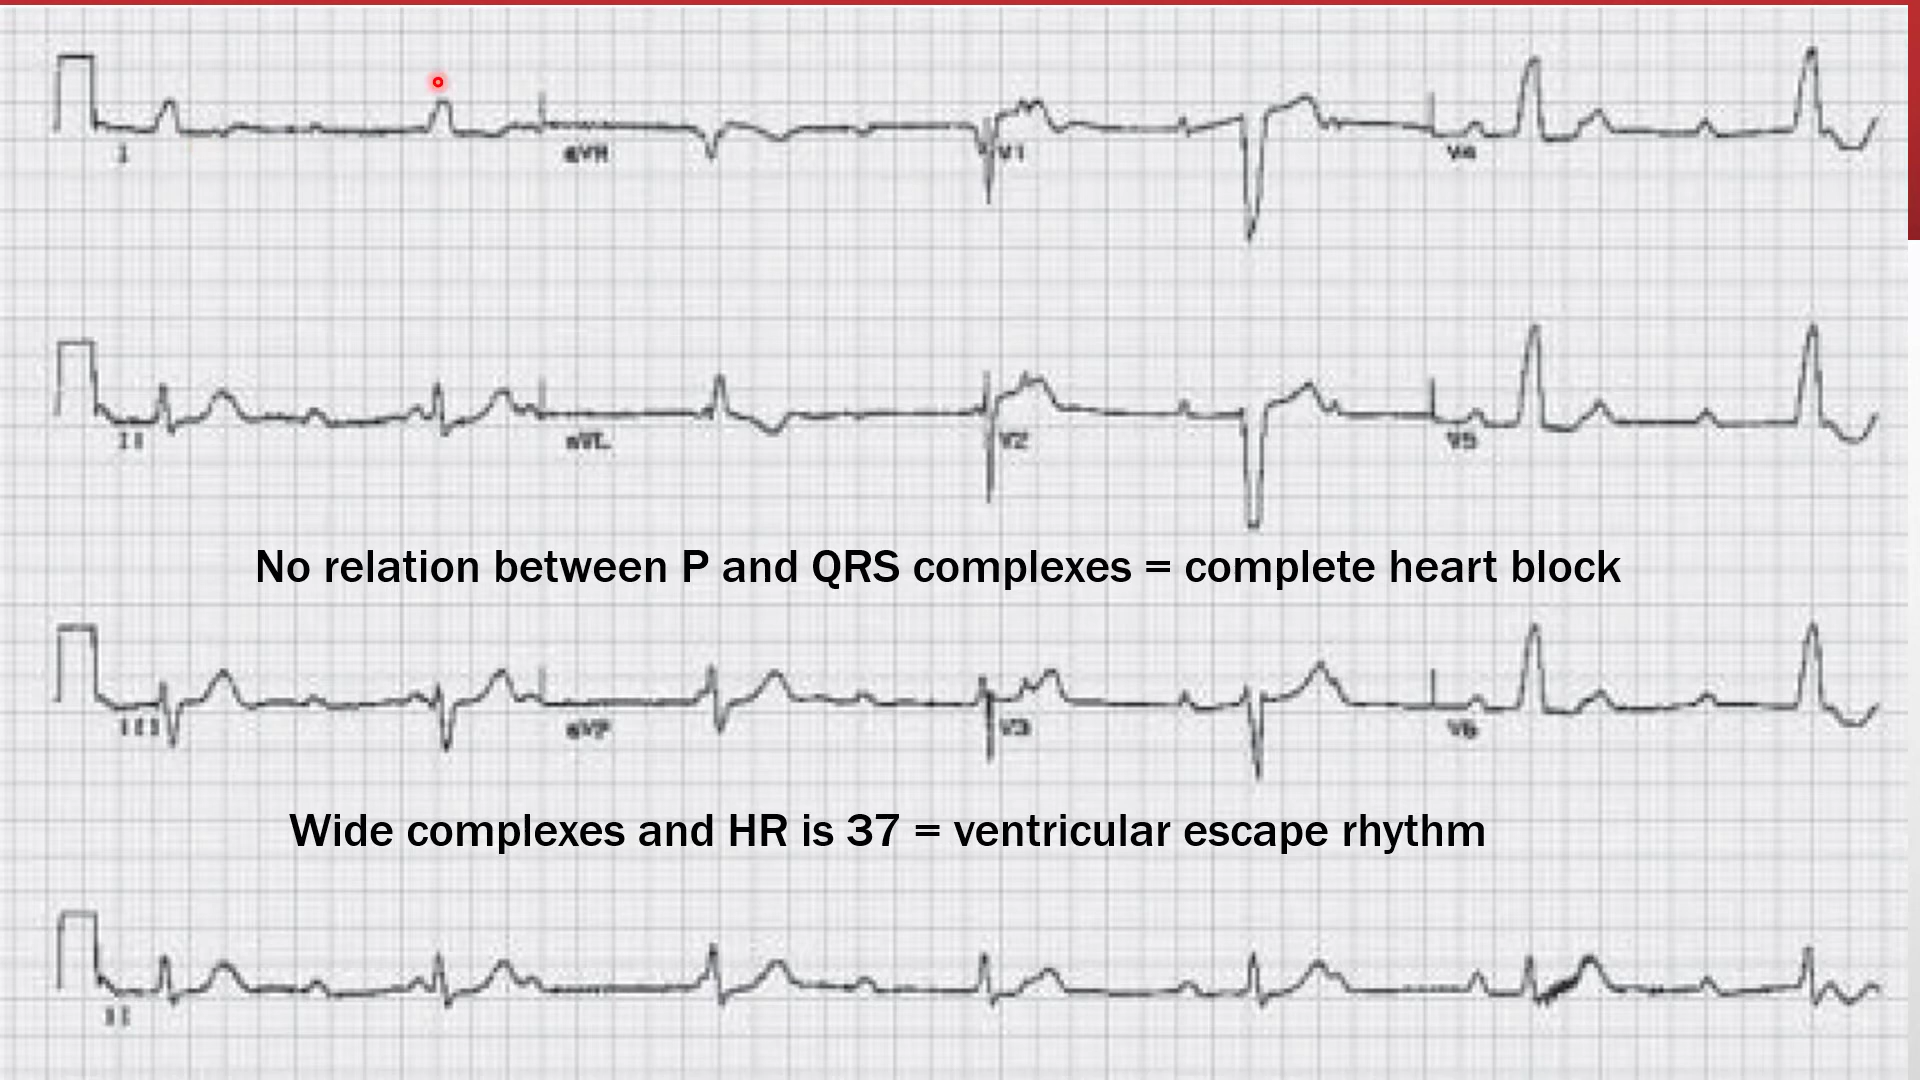 I
aVR
V1
V4
II
aVL
V2
V5
No relation between P and QRS complexes = complete heart block
III
aVF
V3
V6
Wide complexes and HR is 37 = ventricular escape rhythm
II